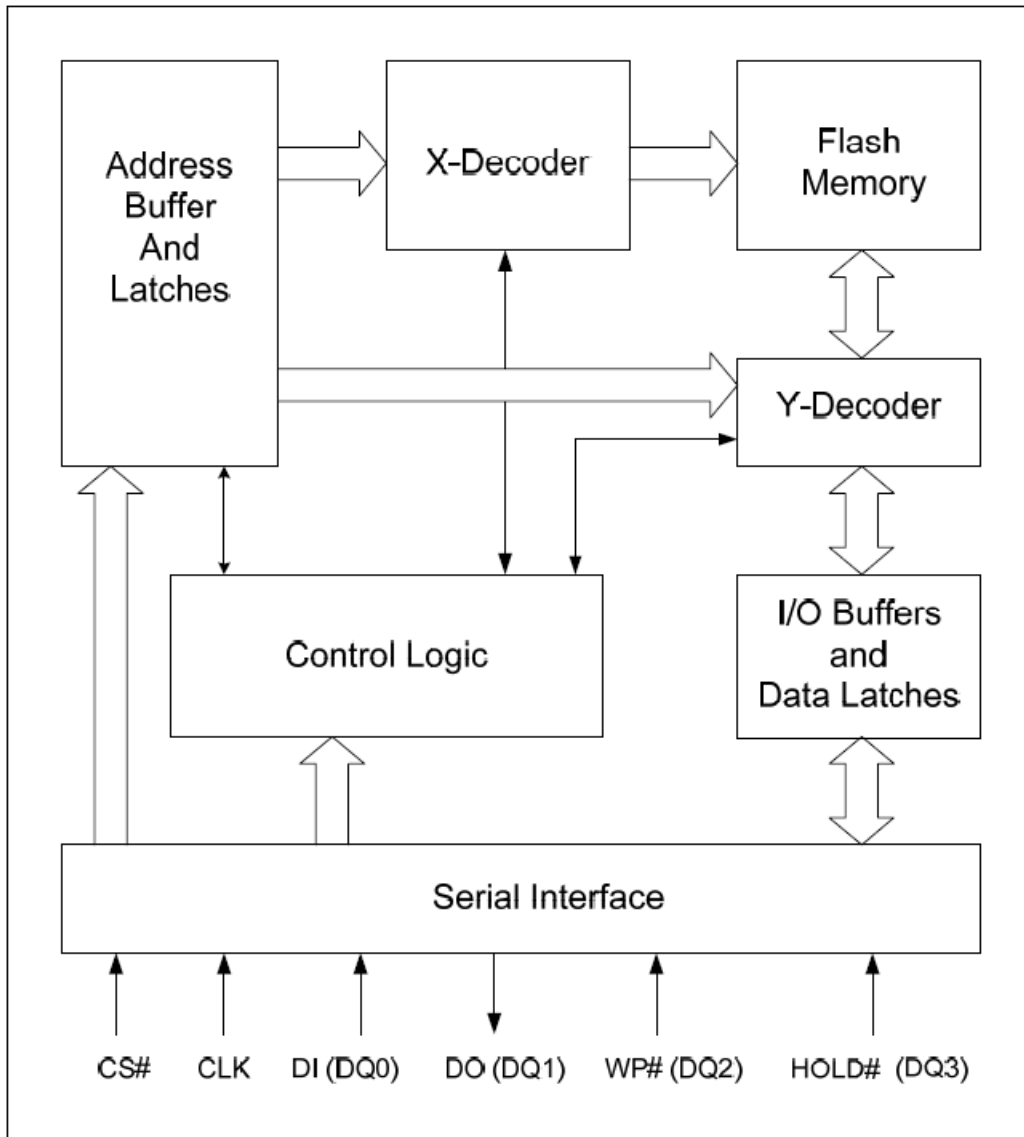 Address
Buffer
And
Latches
X-Decoder
Flash
Memory
Y-Decoder
Control Logic
I/O Buffers
and
Data Latches
Serial Interface
CS#
CLK
DI (DQ0)
DO (DQ1)
WP# (DQ2)
HOLD# (DQ3)